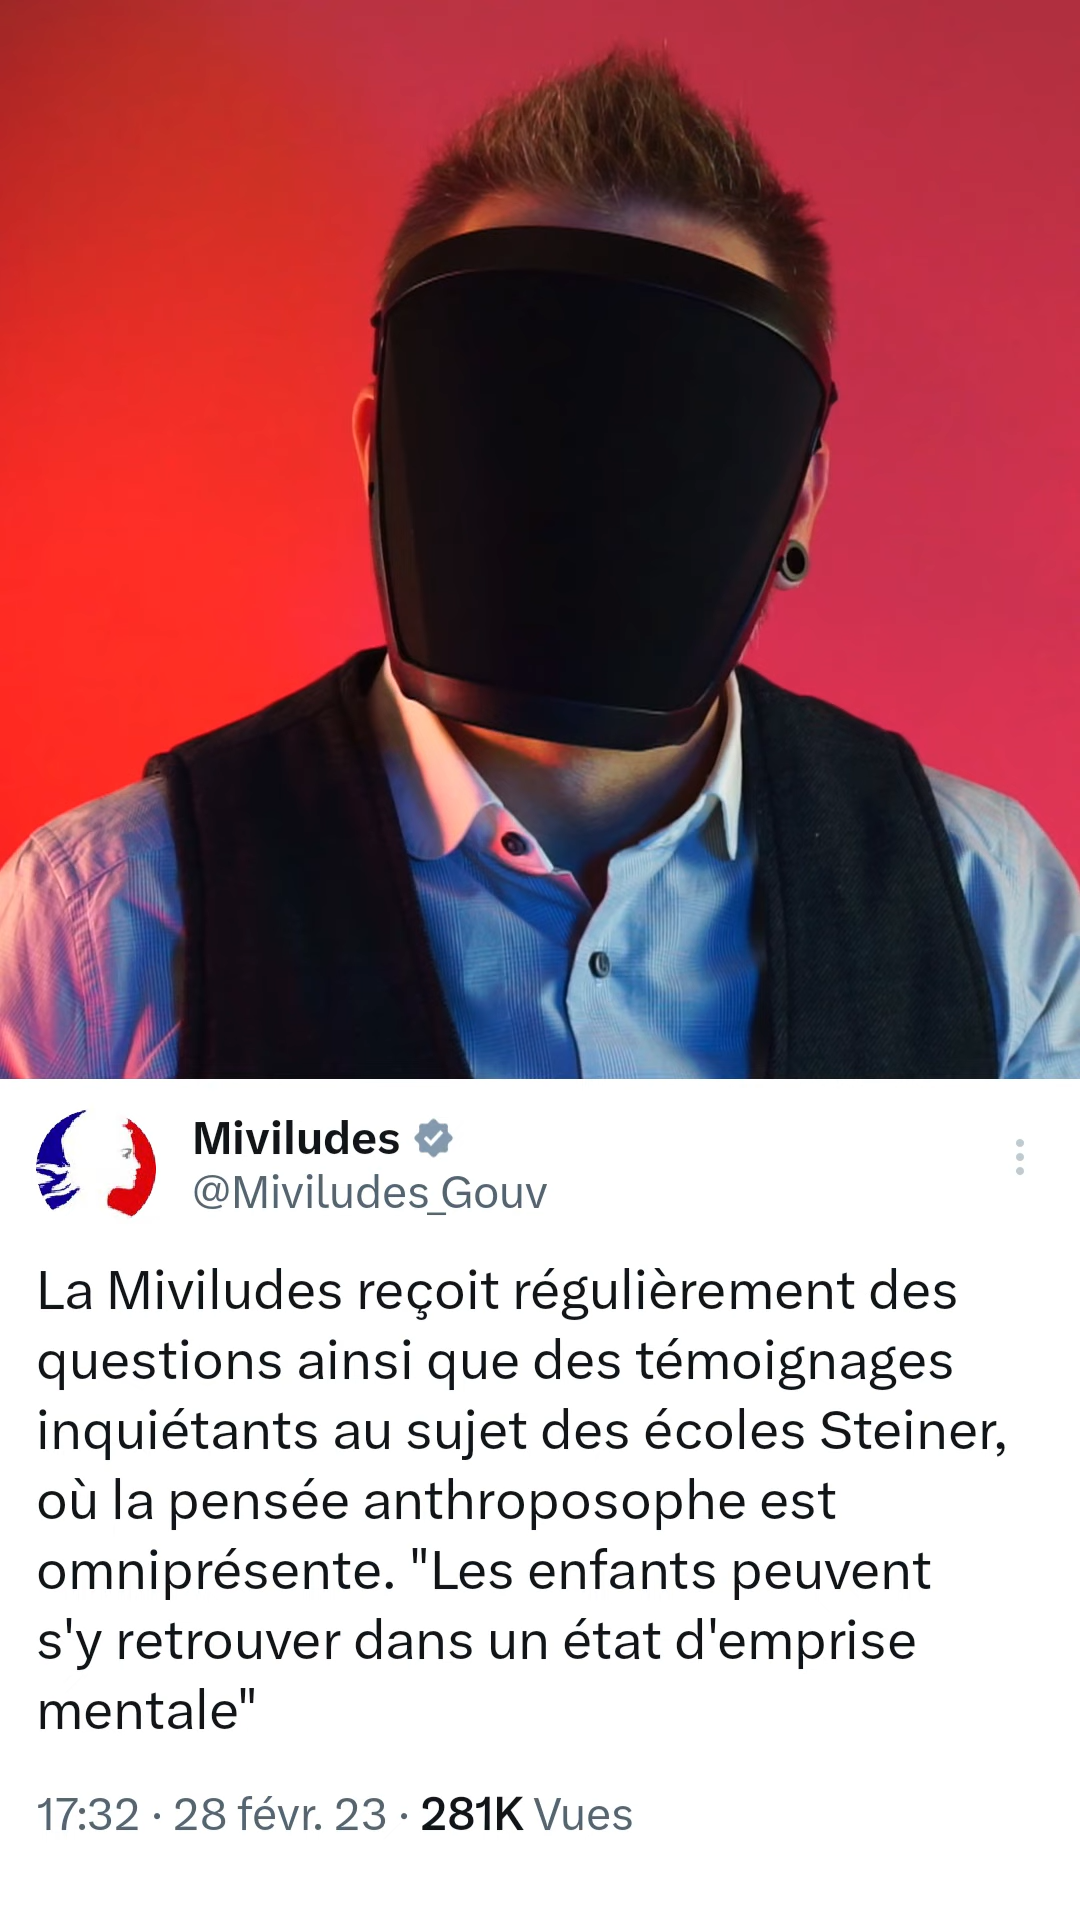 Miviludes
@Miviludes_Gouv
La Miviludes reçoit régulièrement des
questions ainsi que des témoignages
inquiétants au sujet des écoles Steiner,
où la pensée anthroposophe est
omniprésente. "Les enfants peuvent
s'y retrouver dans un état d'emprise
mentale"
17:32 · 28 févr. 23 · 281K Vues